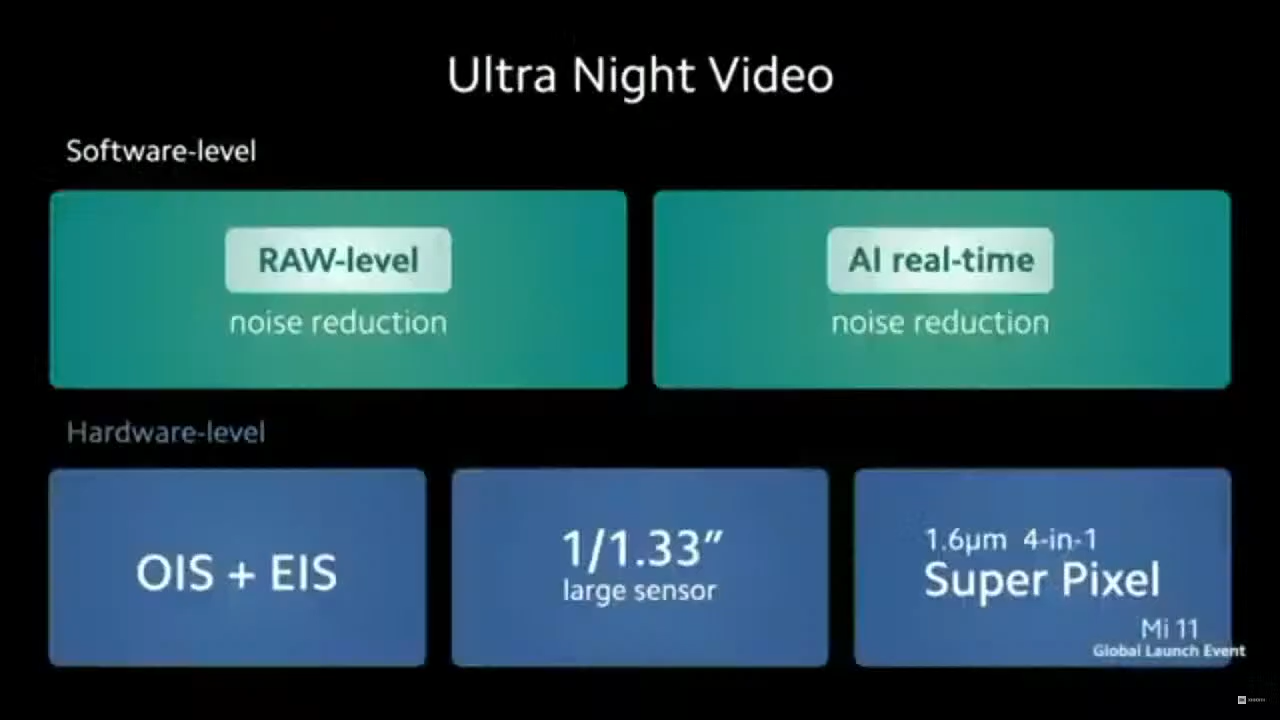 Ultra Night Video
Software-level
RAW-level
noise reduction
AI real-time
noise reduction
Hardware-level
OIS + EIS
1/1.33”
large sensor
1.6μm 4-in-1
Super Pixel
Mi 11
Global Launch Event